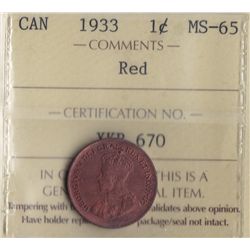 CAN 1933 1¢ MS-65
COMMENTS
Red
CERTIFICATION NO.
XKR 670
IN C IS A
GEN AL ITEM.
Tampering with validates above opinion.
Have holder rep package/seal not intact.